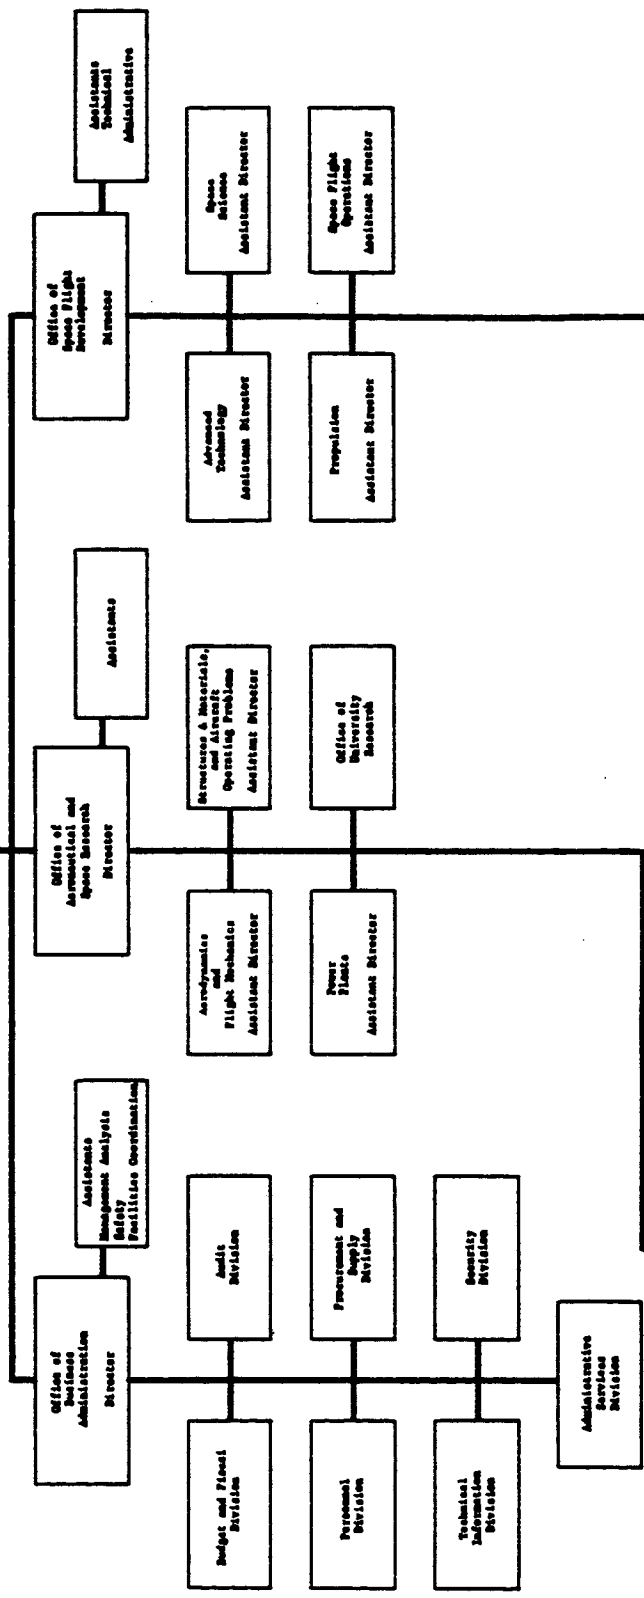 Office of
Business
Administration
Director
Assistants
Management Analysis
Safety
Facilities Coordination
Budget and Fiscal
Division
Audit
Division
Personnel
Division
Procurement and
Supply
Division
Technical
Information
Division
Security
Division
Administrative
Services
Division
Office of
Aeronautical and
Space Research
Director
Assistants
Aerodynamics
and
Flight Mechanics
Assistant Director
Structures & Materials,
and Aircraft
Operating Problems
Assistant Director
Power
Plants
Assistant Director
Office of
University
Research
Office of
Space Flight
Development
Director
Assistants
Technical
Administrative
Advanced
Technology
Assistant Director
Space
Science
Assistant Director
Propulsion
Assistant Director
Space Flight
Operations
Assistant Director